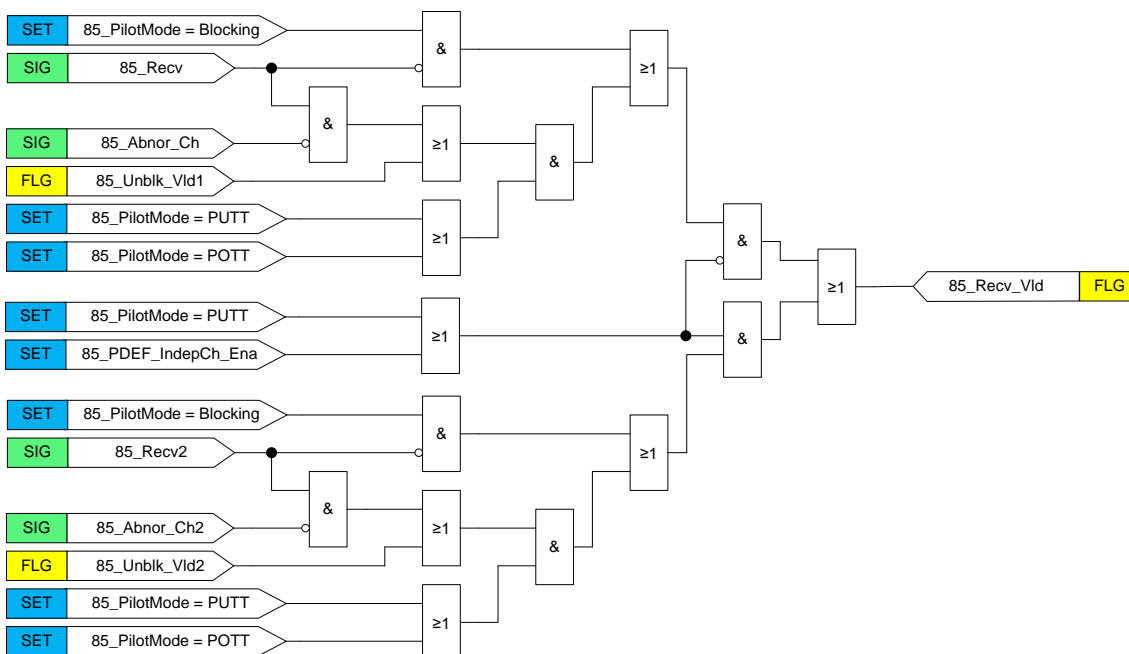 SET 85_PilotMode = Blocking
&
≥1
SIG 85_Recv
&
SIG 85_Abnor_Ch
≥1
&
FLG 85_Unblk_Vld1
SET 85_PilotMode = PUTT
≥1
&
SET 85_PilotMode = POTT
≥1
85_Recv_Vld FLG
SET 85_PilotMode = PUTT
≥1
&
SET 85_PDEF_IndepCh_Ena
SET 85_PilotMode = Blocking
&
≥1
SIG 85_Recv2
&
SIG 85_Abnor_Ch2
≥1
&
FLG 85_Unblk_Vld2
SET 85_PilotMode = PUTT
≥1
SET 85_PilotMode = POTT